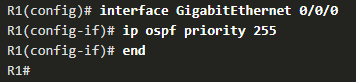 R1(config)# interface GigabitEthernet 0/0/0
R1(config-if)# ip ospf priority 255
R1(config-if)# end
R1#